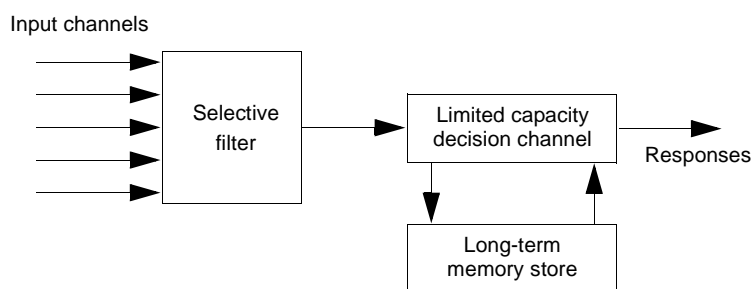 Input channels
Selective
filter
Limited capacity
decision channel
Responses
Long-term
memory store